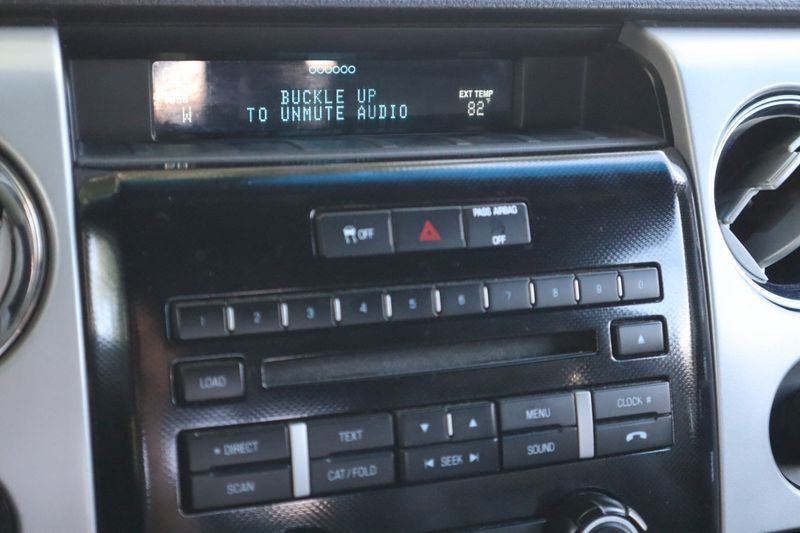 BUCKLE UP
TO UNMUTE AUDIO
EXT TEMP
82°F
W
OFF
PASS AIRBAG
OFF
1 2 3 4 5 6 7 8 9 0
LOAD
DIRECT
TEXT
MENU
CLOCK
SCAN
CAT/FOLD
SEEK
SOUND